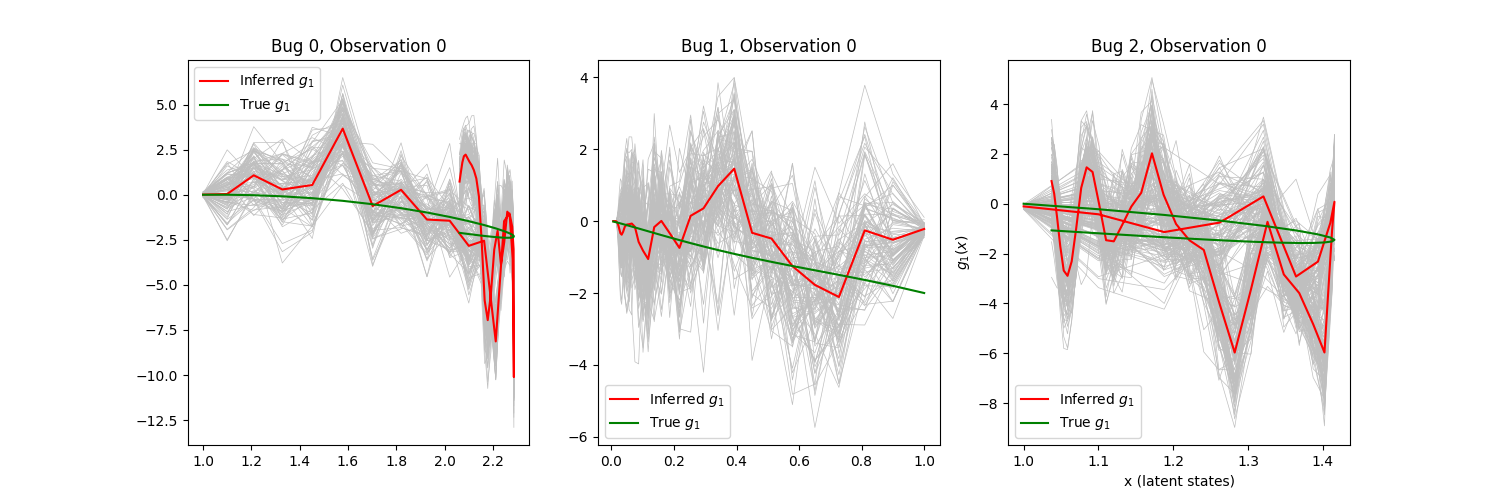 Bug 0, Observation 0
Inferred g₁
True g₁
5.0
2.5
0.0
−2.5
−5.0
−7.5
−10.0
−12.5
1.0 1.2 1.4 1.6 1.8 2.0 2.2
Bug 1, Observation 0
4
2
0
−2
−4
−6
Inferred g₁
True g₁
0.0 0.2 0.4 0.6 0.8 1.0
Bug 2, Observation 0
g₁(x)
4
2
0
−2
−4
−6
−8
Inferred g₁
True g₁
1.0 1.1 1.2 1.3 1.4
x (latent states)